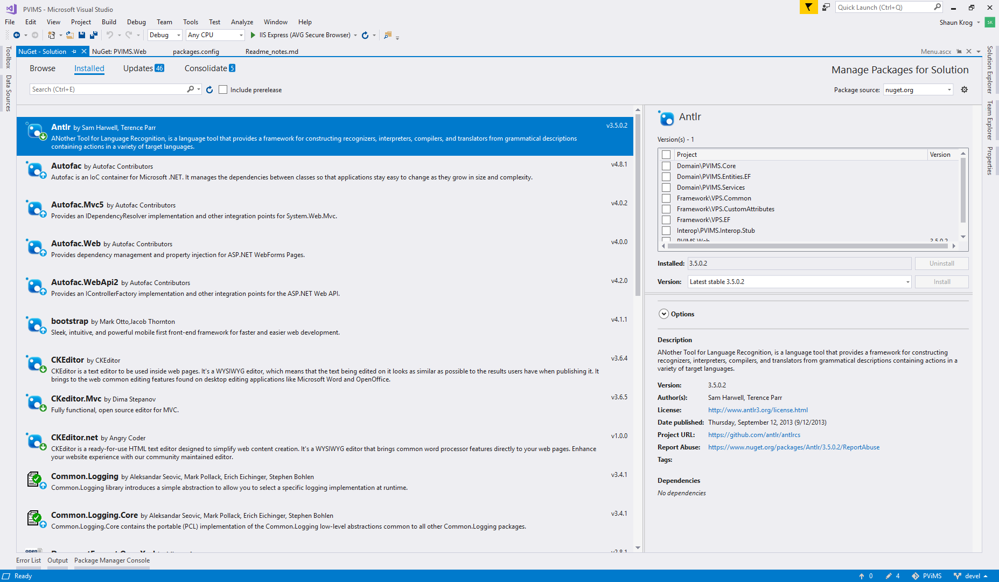 PVIMS - Microsoft Visual Studio
Quick Launch (Ctrl+Q)
File Edit View Project Build Debug Team Tools Test Analyze Window Help
Shaun Krog SK
Debug Any CPU IIS Express (AVG Secure Browser)
NuGet - Solution NuGet: PVIMS.Web packages.config Readme_notes.md Menu.ascx
Toolbox
Data Sources
Solution Explorer
Team Explorer
Properties
Browse Installed Updates 46 Consolidate 5
Manage Packages for Solution
Search (Ctrl+E)
Include prerelease
Package source: nuget.org
Antlr by Sam Harwell, Terence Parr v3.5.0.2
ANother Tool for Language Recognition, is a language tool that provides a framework for constructing recognizers, interpreters, compilers, and translators from grammatical descriptions
containing actions in a variety of target languages.
Autofac by Autofac Contributors v4.8.1
Autofac is an IoC container for Microsoft .NET. It manages the dependencies between classes so that applications stay easy to change as they grow in size and complexity.
Autofac.Mvc5 by Autofac Contributors v4.0.2
Provides an IDependencyResolver implementation and other integration points for System.Web.Mvc.
Autofac.Web by Autofac Contributors v4.0.0
Provides dependency management and property injection for ASP.NET WebForms Pages.
Autofac.WebApi2 by Autofac Contributors v4.2.0
Provides an IControllerFactory implementation and other integration points for the ASP.NET Web API.
bootstrap by Mark Otto,Jacob Thornton v4.1.1
Sleek, intuitive, and powerful mobile first front-end framework for faster and easier web development.
CKEditor by CKEditor v3.6.4
CKEditor is a text editor to be used inside web pages. It's a WYSIWYG editor, which means that the text being edited on it looks as similar as possible to the results users have when publishing it. It
brings to the web common editing features found on desktop editing applications like Microsoft Word and OpenOffice.
CKeditor.Mvc by Dima Stepanov v3.6.5
Fully functional, open source editor for MVC.
CKEditor.net by Angry Coder v1.0.0
CKEditor is a ready-for-use HTML text editor designed to simplify web content creation. It's a WYSIWYG editor that brings common word processor features directly to your web pages. Enhance
your website experience with our community maintained editor.
Common.Logging by Aleksandar Seovic, Mark Pollack, Erich Eichinger, Stephen Bohlen v3.4.1
Common.Logging library introduces a simple abstraction to allow you to select a specific logging implementation at runtime.
Common.Logging.Core by Aleksandar Seovic, Mark Pollack, Erich Eichinger, Stephen Bohlen v3.4.1
Common.Logging.Core contains the portable (PCL) implementation of the Common.Logging low-level abstractions common to all other Common.Logging packages.
open v2.8.1
Antlr
Version(s) - 1
Project Version
Domain\PVIMS.Core
Domain\PVIMS.Entities.EF
Domain\PVIMS.Services
Framework\VPS.Common
Framework\VPS.CustomAttributes
Framework\VPS.EF
Interop\PVIMS.Interop.Stub
PVIMS.Web 3.5.0.2
Installed: 3.5.0.2 Uninstall
Version: Latest stable 3.5.0.2 Install
Options
Description
ANother Tool for Language Recognition, is a language tool that provides a framework for constructing
recognizers, interpreters, compilers, and translators from grammatical descriptions containing actions in a
variety of target languages.
Version: 3.5.0.2
Author(s): Sam Harwell, Terence Parr
License: http://www.antlr3.org/license.html
Date published: Thursday, September 12, 2013 (9/12/2013)
Project URL: https://github.com/antlr/antlrcs
Report Abuse: https://www.nuget.org/packages/Antlr/3.5.0.2/ReportAbuse
Tags:
Dependencies
No dependencies
Error List Output Package Manager Console
Ready 0 4 PViMS devel